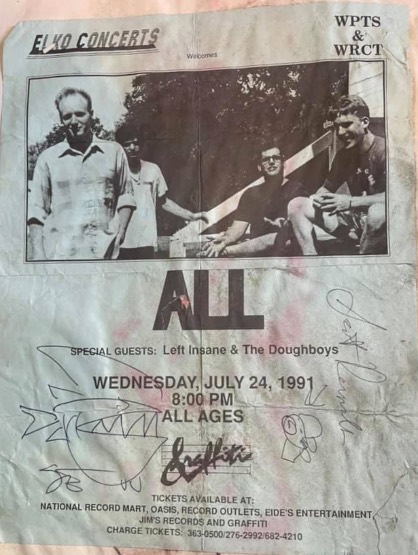 ELKO CONCERTS
WPTS
&
WRCT
Welcomes
ALL
SPECIAL GUESTS: Left Insane & The Doughboys
WEDNESDAY, JULY 24, 1991
8:00 PM
ALL AGES
Graffiti
TICKETS AVAILABLE AT:
NATIONAL RECORD MART, OASIS, RECORD OUTLETS, EIDE'S ENTERTAINMENT,
JIM'S RECORDS AND GRAFFITI
CHARGE TICKETS: 363-0500/276-2992/682-4210